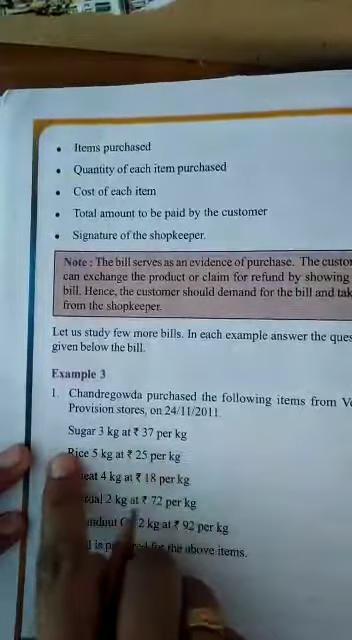 • Items purchased
• Quantity of each item purchased
• Cost of each item
• Total amount to be paid by the customer
• Signature of the shopkeeper.
Note : The bill serves as an evidence of purchase. The
can exchange the product or claim for refund by showing
bill. Hence, the customer should demand for the bill and
from the shopkeeper.
Let us study few more bills. In each example answer the
given below the bill.
Example 3
1. Chandregowda purchased the following items from
Provision stores, on 24/11/2011.
Sugar 3 kg at ₹ 37 per kg
Rice 5 kg at ₹ 25 per kg
4 kg at ₹ 18 per kg
2 kg at ₹ 72 per kg
2 kg at ₹ 92 per kg
is for the above items.